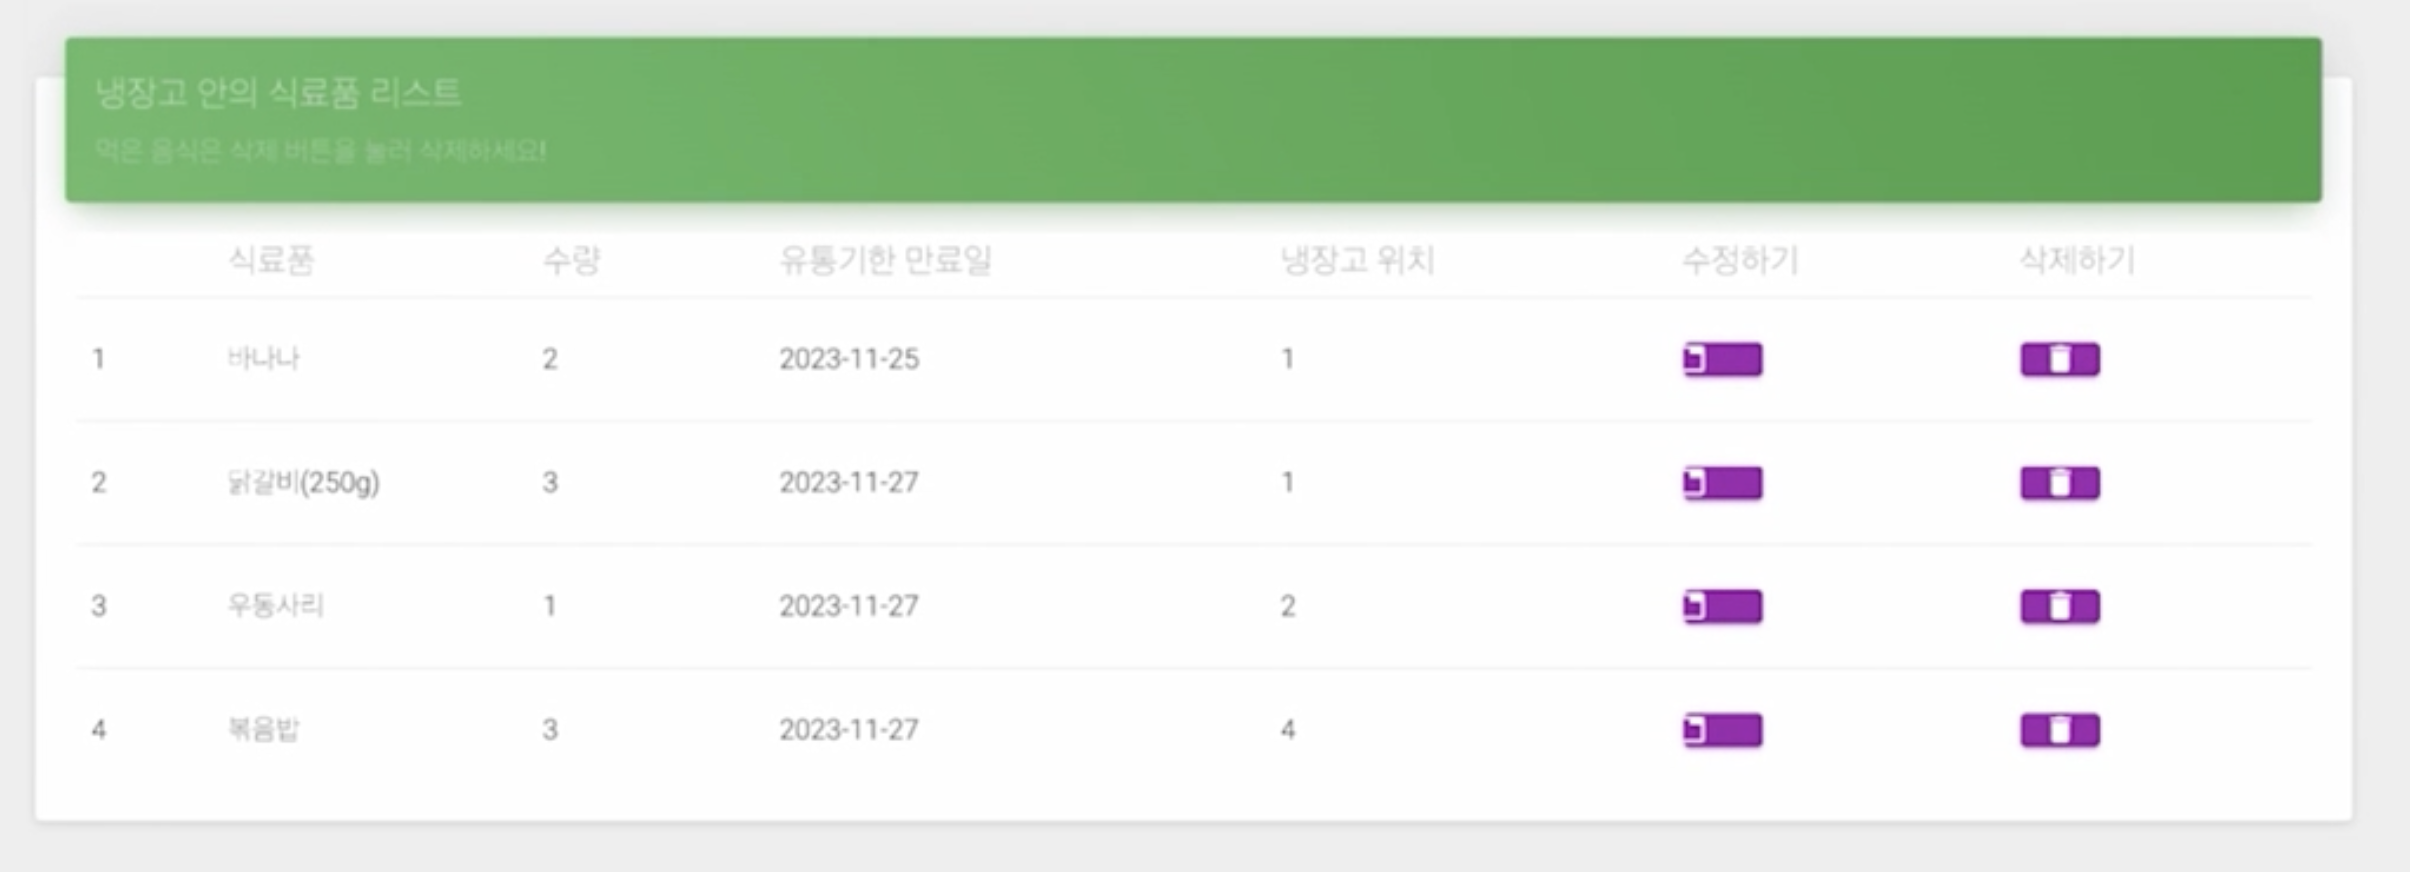 냉장고 안의 식료품 리스트
먹은 음식은 삭제 버튼을 눌러 삭제하세요!
식료품 수량 유통기한 만료일 냉장고 위치 수정하기 삭제하기
1 바나나 2 2023-11-25 1
2 닭갈비(250g) 3 2023-11-27 1
3 우동사리 1 2023-11-27 2
4 볶음밥 3 2023-11-27 4